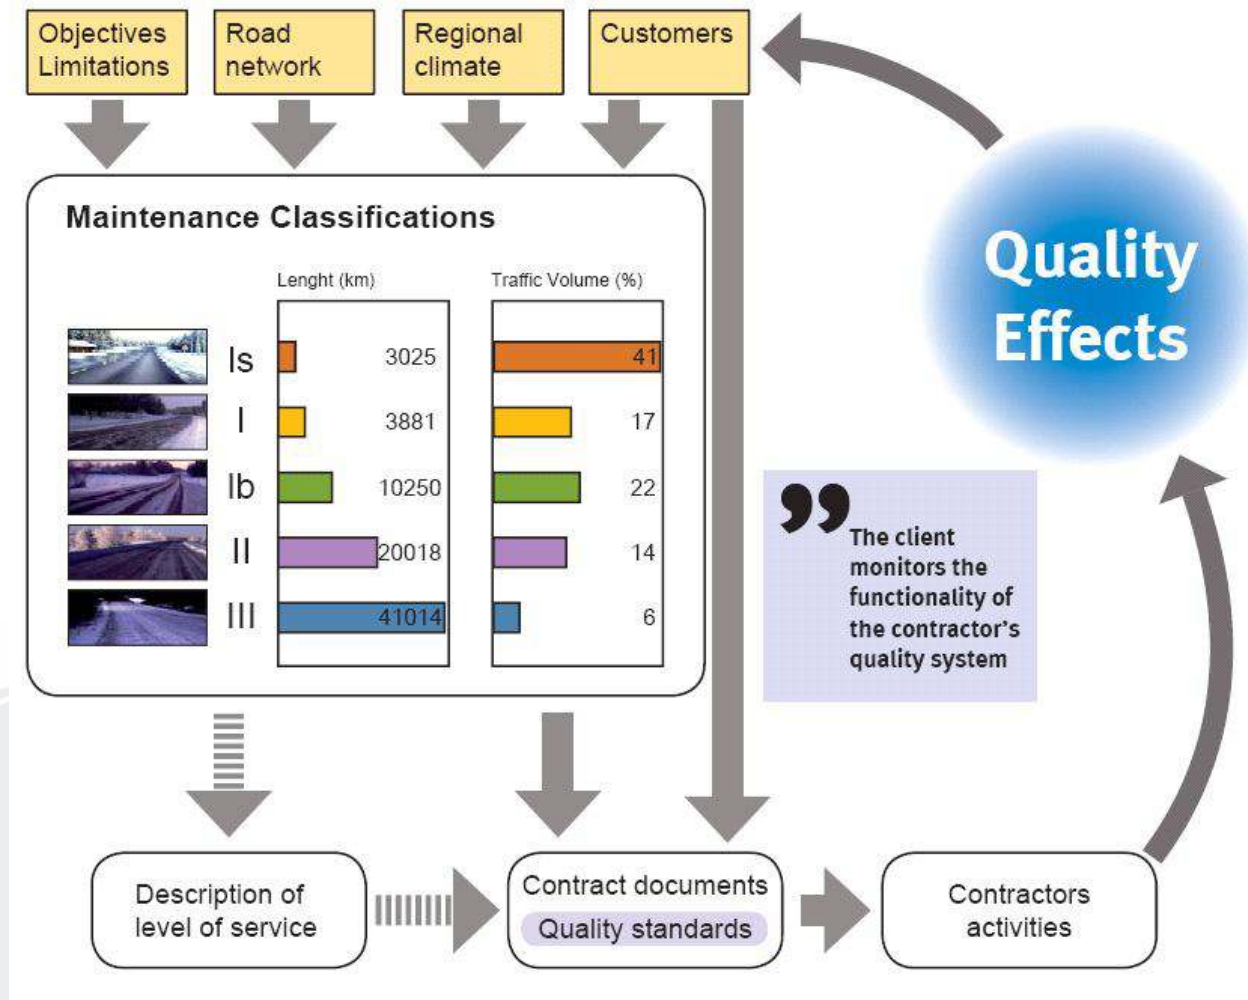 Objectives
Limitations
Road
network
Regional
climate
Customers
Quality
Effects
Maintenance Classifications
Lenght (km)
Traffic Volume (%)
Is
3025
41
I
3881
17
Ib
10250
22
II
20018
14
III
41014
6
”
The client
monitors the
functionality of
the contractor’s
quality system
Description of
level of service
Contract documents
Quality standards
Contractors
activities